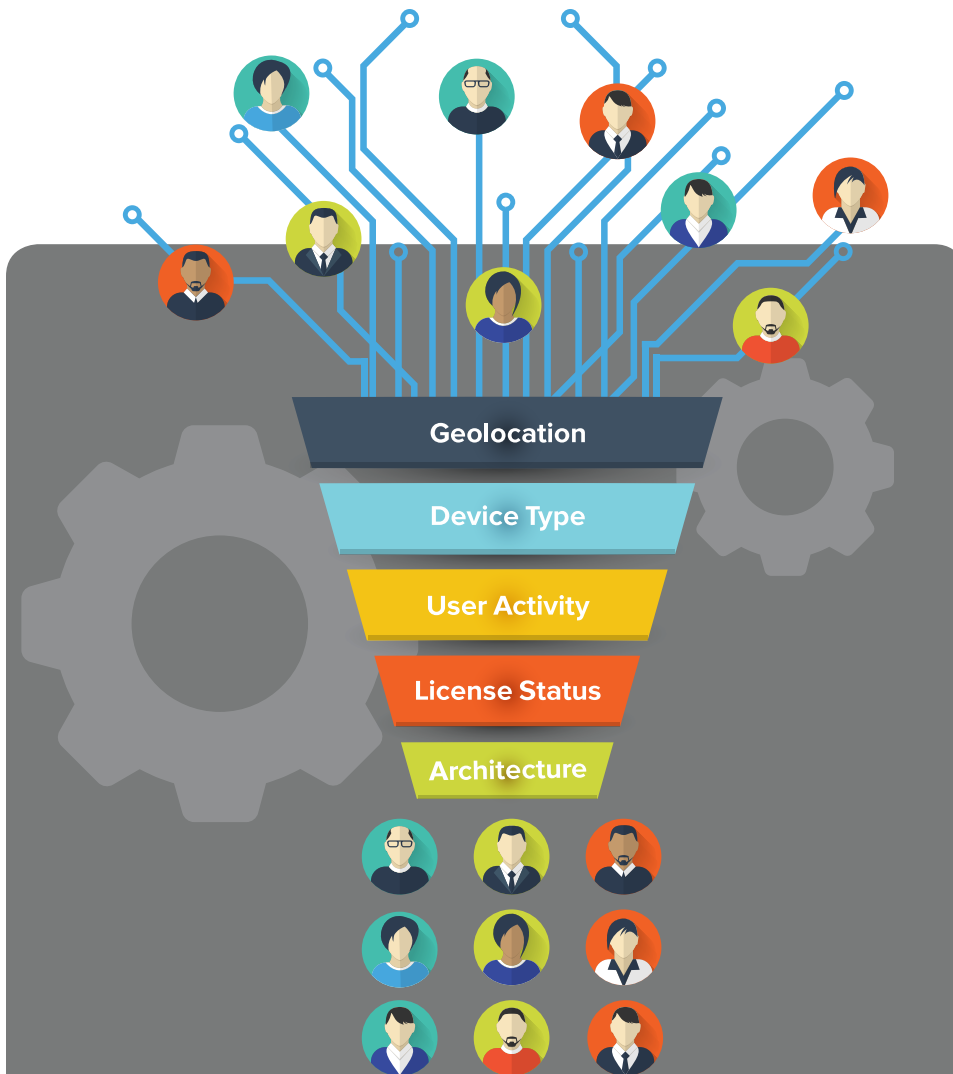 Geolocation
Device Type
User Activity
License Status
Architecture